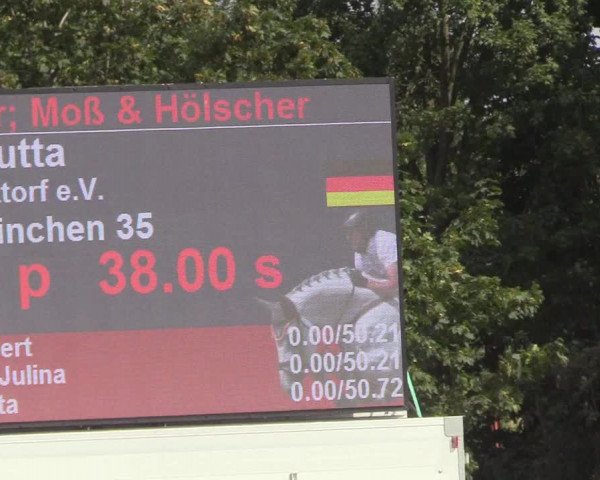 r; Moß & Hölscher
utta
torf e.V.
inchen 35
p 38.00 s
ert 0.00/50.21
Julina 0.00/50.21
ta 0.00/50.72